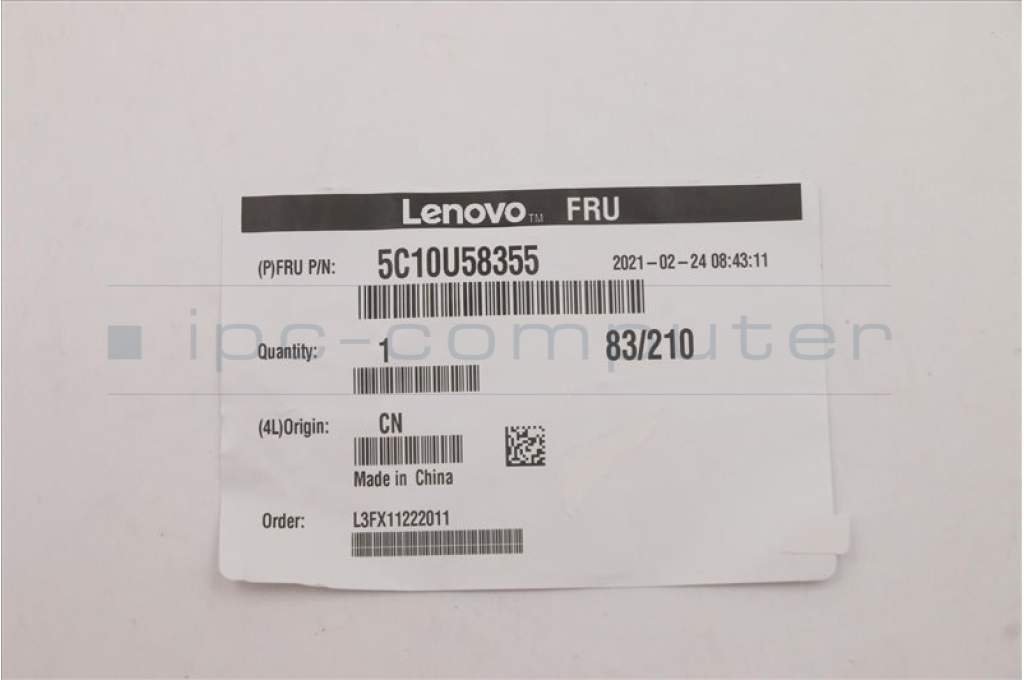 Lenovo™ FRU
(P)FRU P/N: 5C10U58355 2021-02-24 08:43:11
ipc-computer
Quantity: 1 83/210
(4L)Origin: CN
Made in China
Order: L3FX11222011